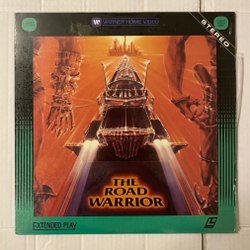 WARNER HOME VIDEO
STEREO
THE
ROAD
WARRIOR
EXTENDED PLAY